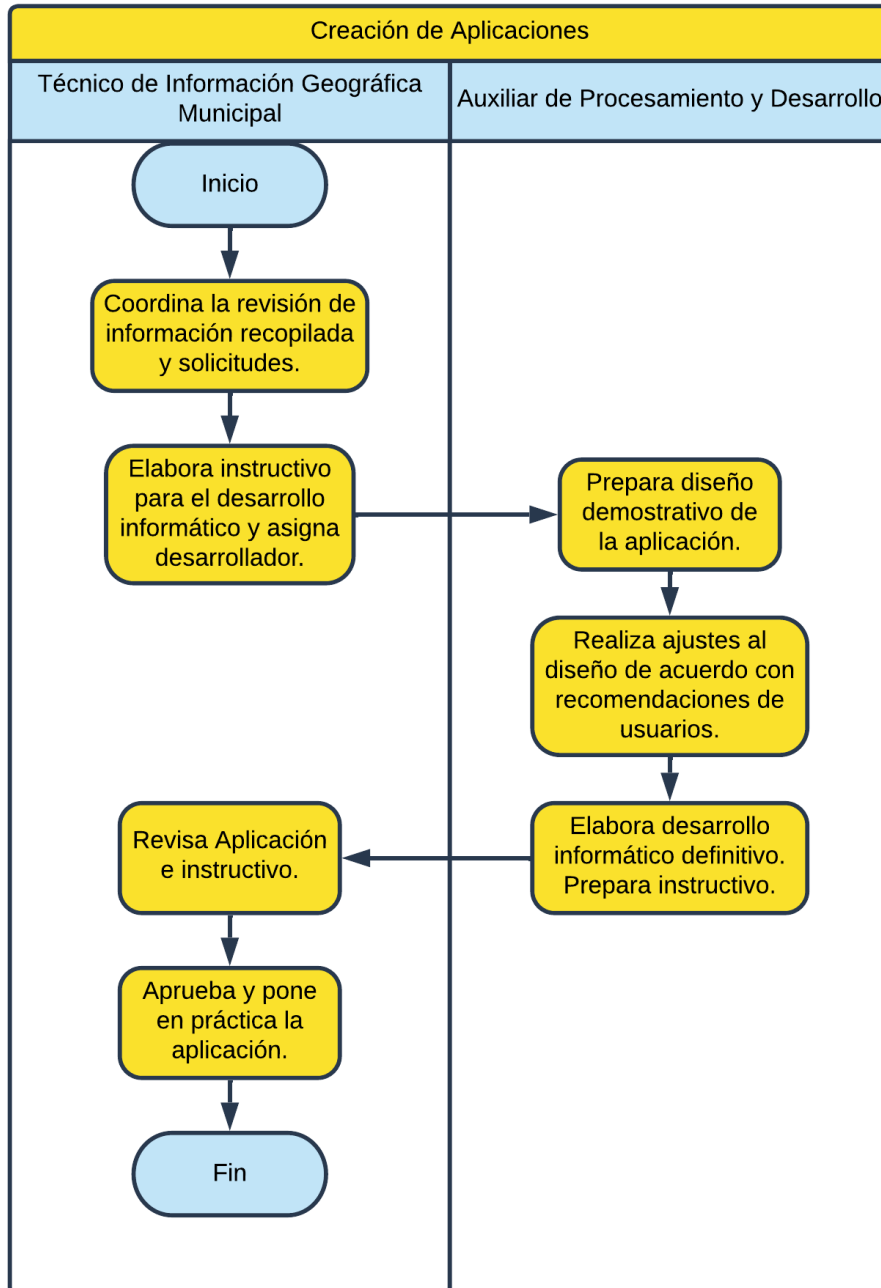 Creación de Aplicaciones
Técnico de Información Geográfica
Municipal
Auxiliar de Procesamiento y Desarrollo
Inicio
Coordina la revisión de
información recopilada
y solicitudes.
Elabora instructivo
para el desarrollo
informático y asigna
desarrollador.
Prepara diseño
demostrativo de
la aplicación.
Realiza ajustes al
diseño de acuerdo con
recomendaciones de
usuarios.
Elabora desarrollo
informático definitivo.
Prepara instructivo.
Revisa Aplicación
e instructivo.
Aprueba y pone
en práctica la
aplicación.
Fin